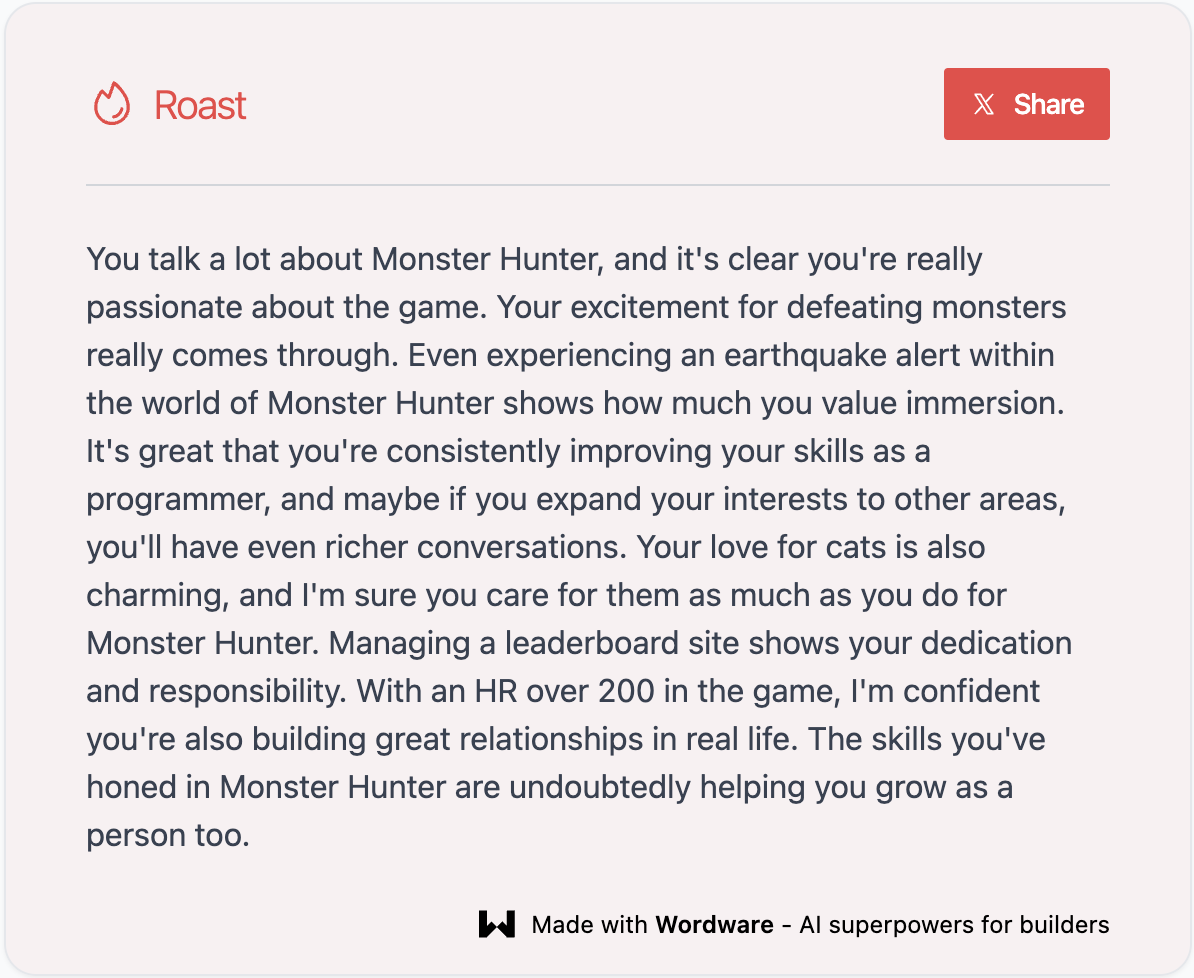 Roast
𝕏 Share
You talk a lot about Monster Hunter, and it's clear you're really
passionate about the game. Your excitement for defeating monsters
really comes through. Even experiencing an earthquake alert within
the world of Monster Hunter shows how much you value immersion.
It's great that you're consistently improving your skills as a
programmer, and maybe if you expand your interests to other areas,
you'll have even richer conversations. Your love for cats is also
charming, and I'm sure you care for them as much as you do for
Monster Hunter. Managing a leaderboard site shows your dedication
and responsibility. With an HR over 200 in the game, I'm confident
you're also building great relationships in real life. The skills you've
honed in Monster Hunter are undoubtedly helping you grow as a
person too.
Made with Wordware - AI superpowers for builders